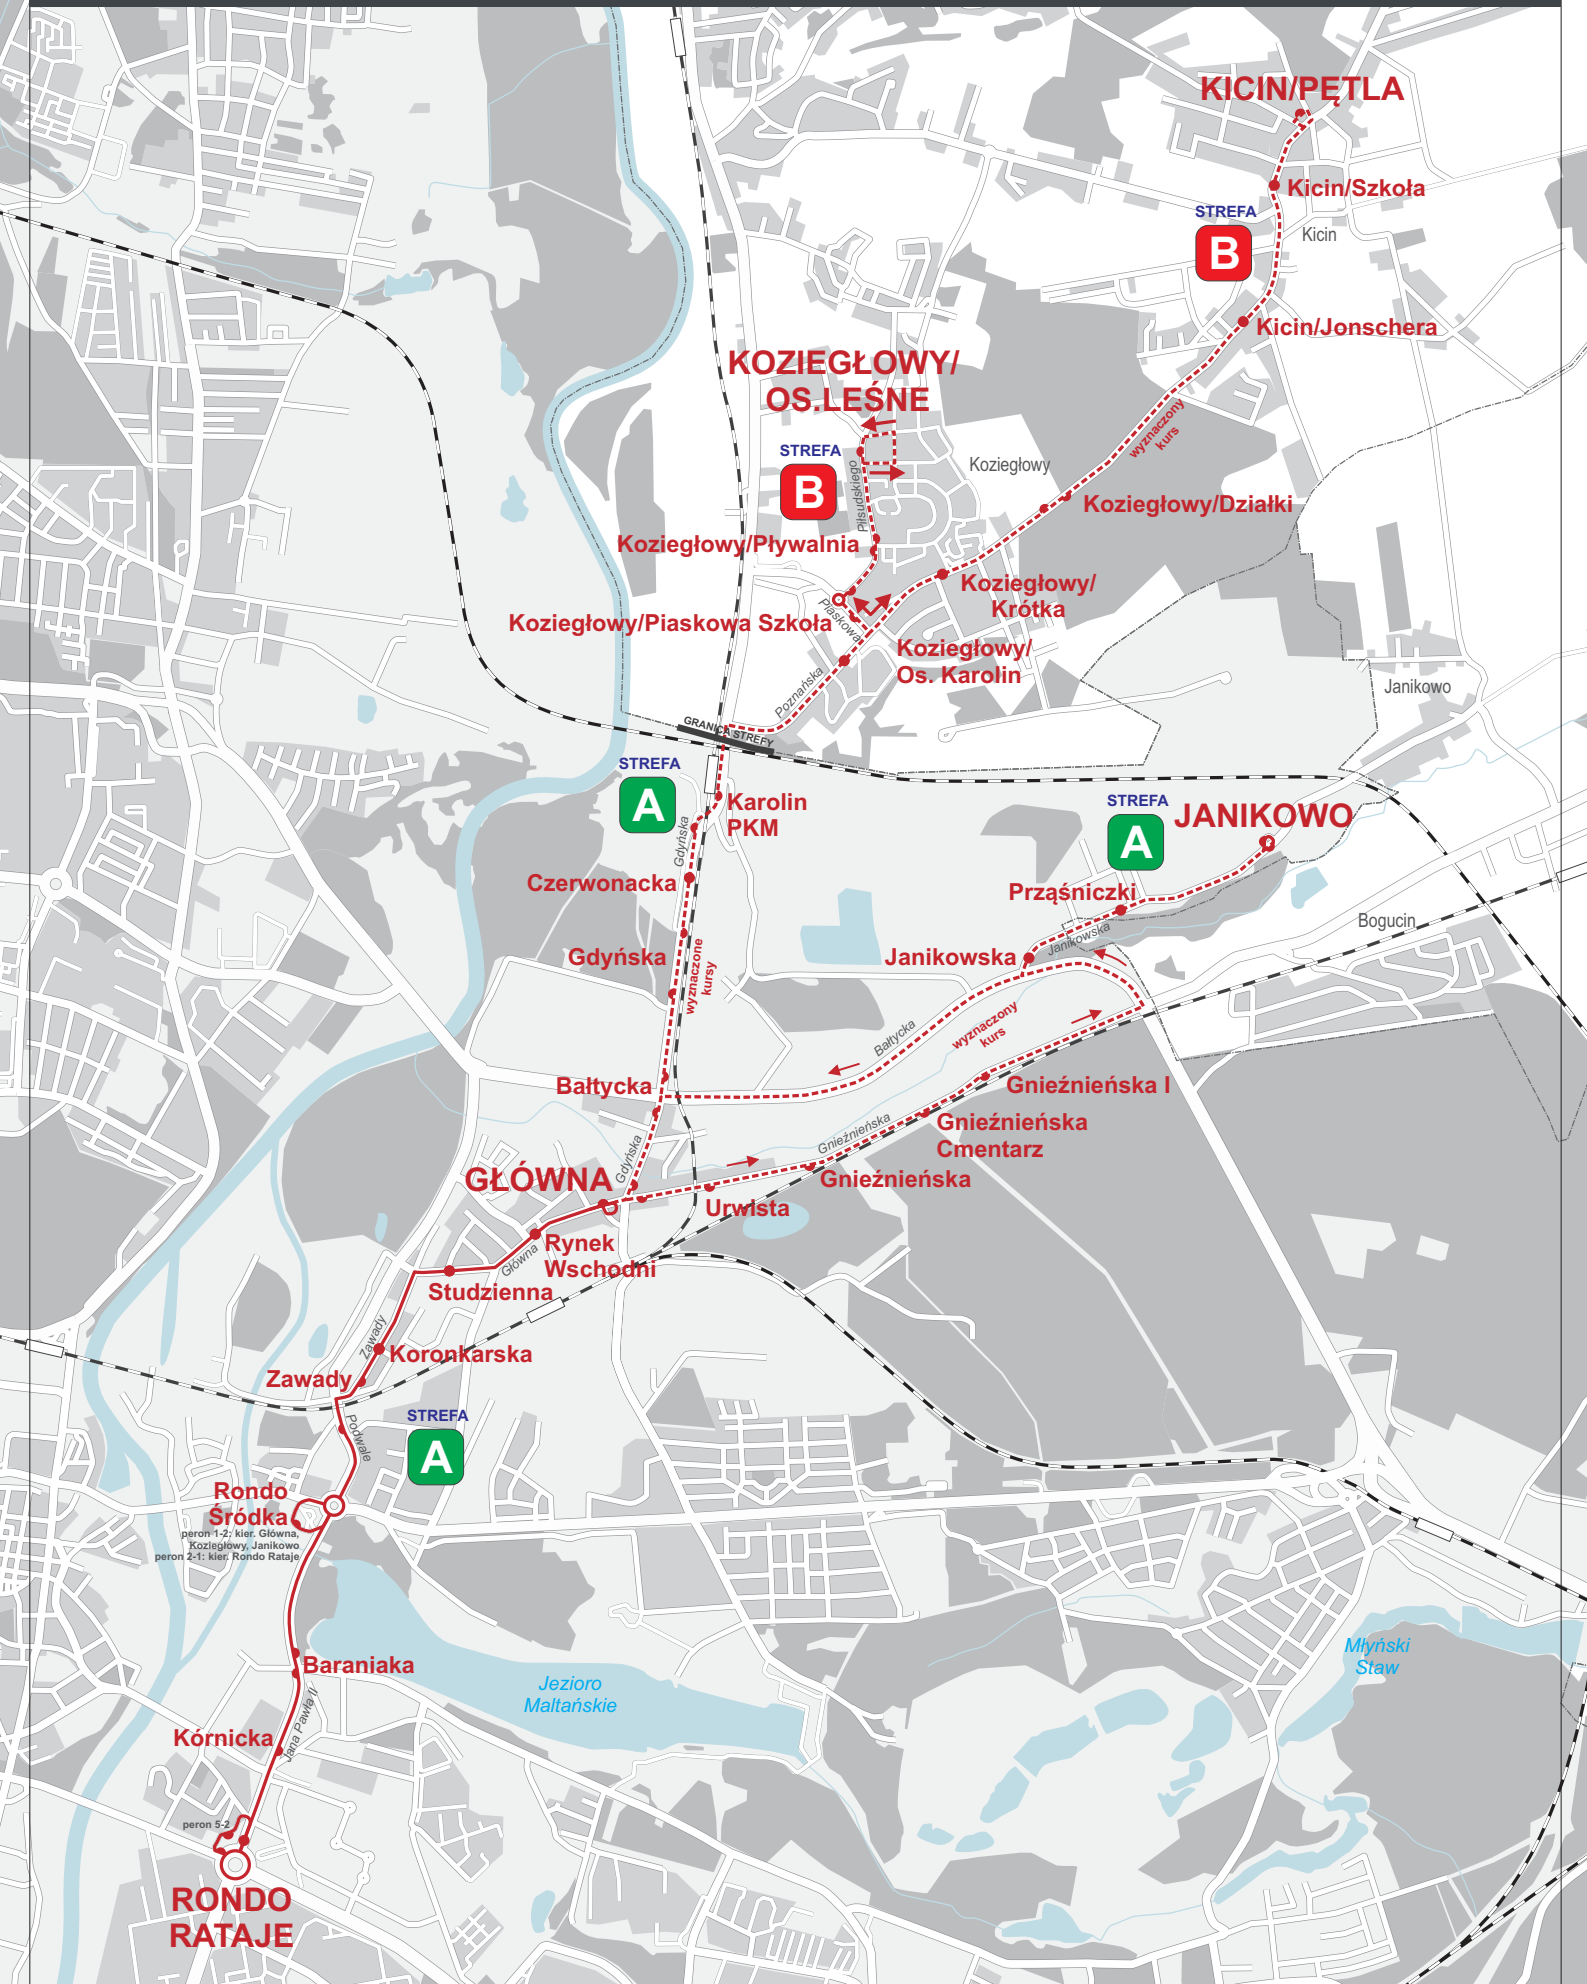 KICIN/PĘTLA
Kicin/Szkoła
STREFA
B
Kicin
Kicin/Jonschera
KOZIEGŁOWY/
OS.LEŚNE
wyznaczony
kurs
STREFA
B
Piłsudskiego
Koziegłowy
Koziegłowy/Działki
Koziegłowy/Pływalnia
Koziegłowy/
Krótka
Piaskowa
Koziegłowy/Piaskowa Szkoła
Koziegłowy/
Os. Karolin
Poznańska
Janikowo
GRANICA STREFY
STREFA
A
Karolin
PKM
Gdyńska
STREFA
A
JANIKOWO
Czerwonacka
Prząśniczki
Bogucin
Janikowska
Gdyńska
Janikowska
wyznaczone
kursy
Bałtycka
wyznaczony
kurs
Bałtycka
Gnieźnieńska I
Gnieźnieńska
Cmentarz
Gnieźnieńska
Gdyńska
GŁÓWNA
Gnieźnieńska
Urwista
Rynek
Wschodni
Główna
Studzienna
Zawady
Koronkarska
Zawady
STREFA
A
Podwale
Rondo
Śródka
peron 1-2: kier. Główna,
Koziegłowy, Janikowo
peron 2-1: kier. Rondo Rataje
Baraniaka
Jezioro
Maltańskie
Młyński
Staw
Jana Pawła II
Kórnicka
peron 5-2
RONDO
RATAJE